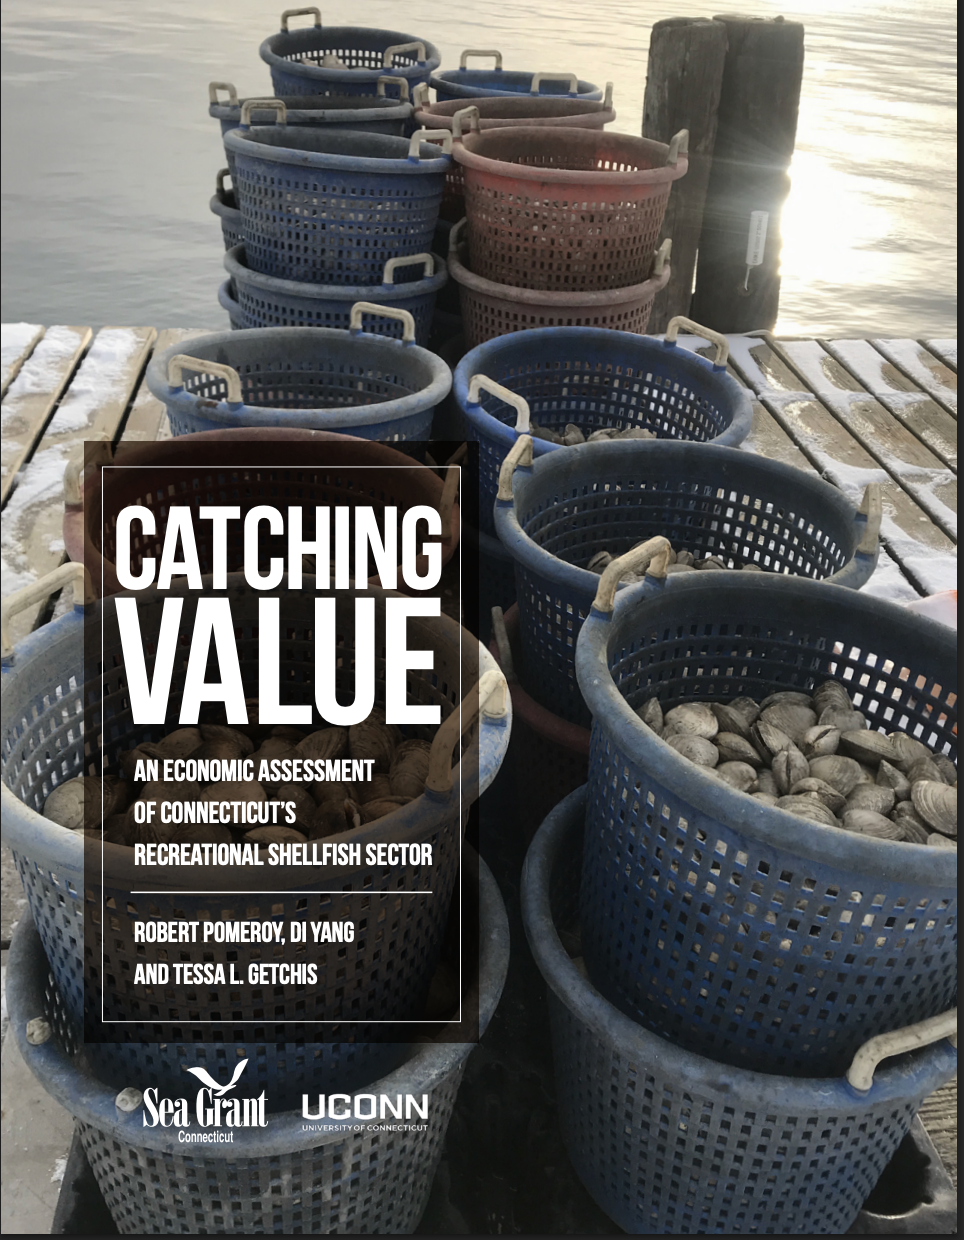 CATCHING
VALUE
AN ECONOMIC ASSESSMENT
OF CONNECTICUT'S
RECREATIONAL SHELLFISH SECTOR
ROBERT POMEROY, DI YANG
AND TESSA L. GETCHIS
Sea Grant
Connecticut
UCONN
UNIVERSITY OF CONNECTICUT